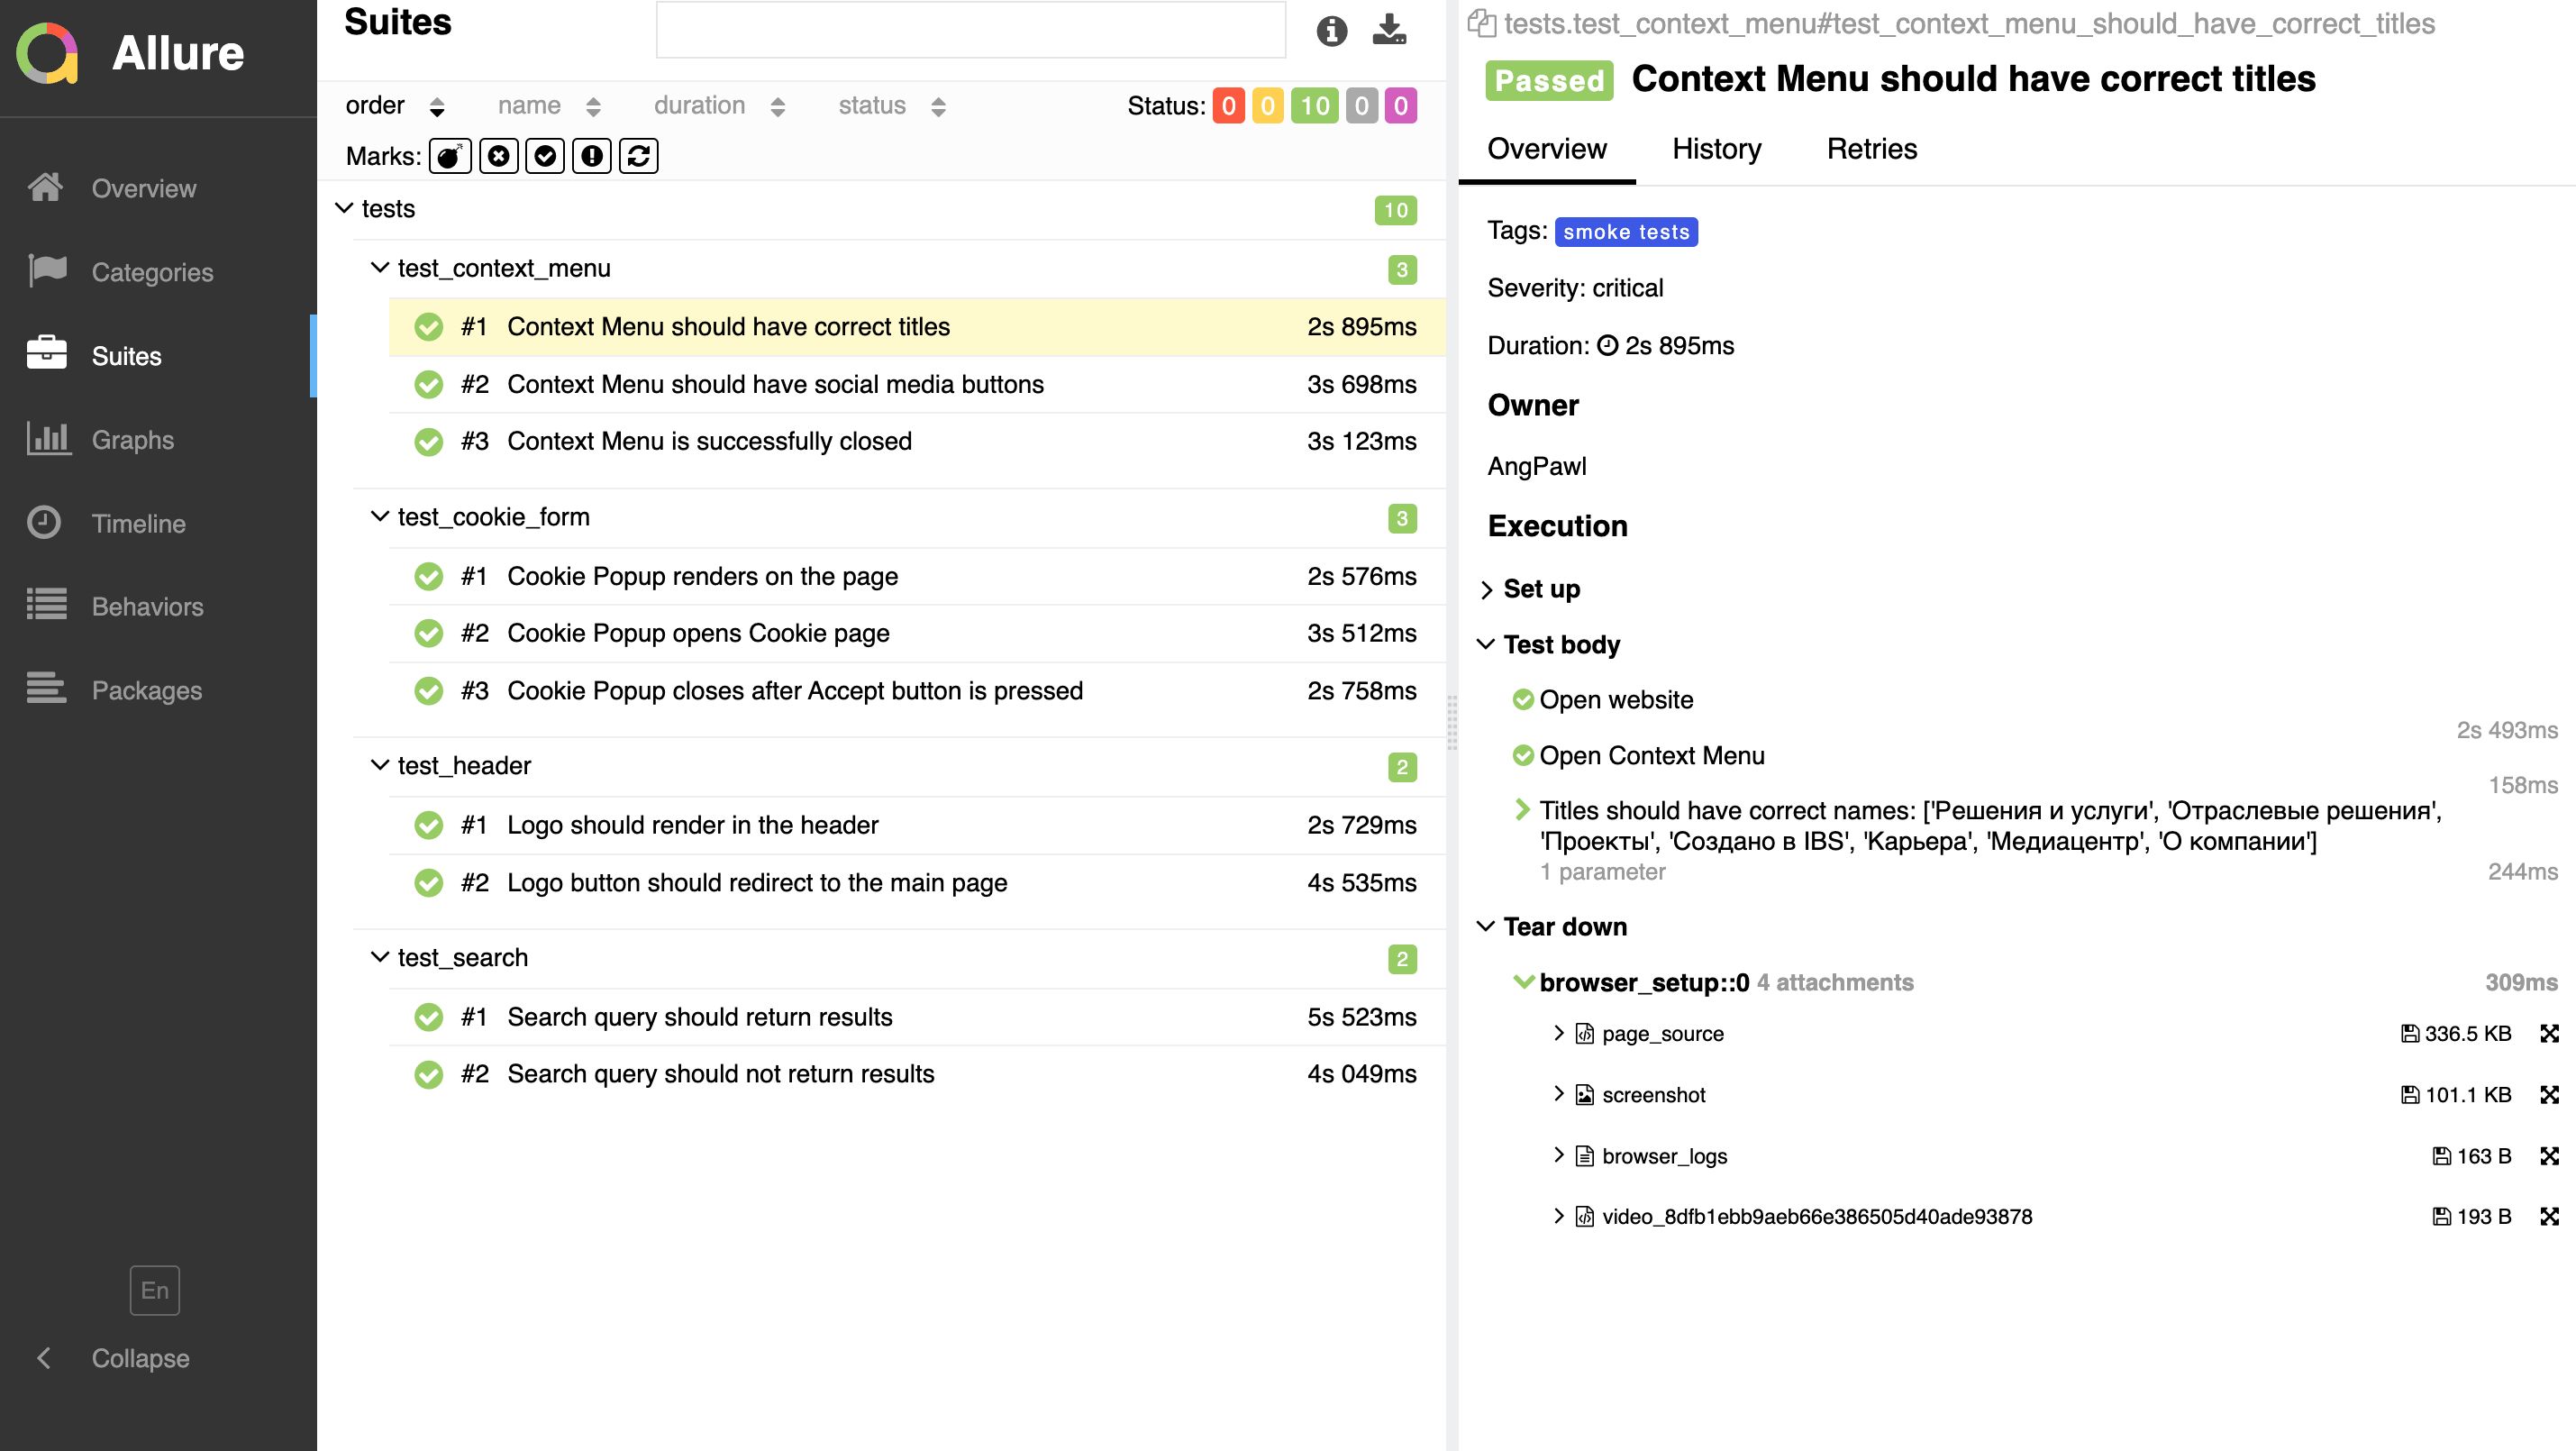 Allure
Overview
Categories
Suites
Graphs
Timeline
Behaviors
Packages
En
Collapse
Suites
order name duration status Status: 0 0 10 0 0
Marks:
tests 10
test_context_menu 3
#1 Context Menu should have correct titles 2s 895ms
#2 Context Menu should have social media buttons 3s 698ms
#3 Context Menu is successfully closed 3s 123ms
test_cookie_form 3
#1 Cookie Popup renders on the page 2s 576ms
#2 Cookie Popup opens Cookie page 3s 512ms
#3 Cookie Popup closes after Accept button is pressed 2s 758ms
test_header 2
#1 Logo should render in the header 2s 729ms
#2 Logo button should redirect to the main page 4s 535ms
test_search 2
#1 Search query should return results 5s 523ms
#2 Search query should not return results 4s 049ms
tests.test_context_menu#test_context_menu_should_have_correct_titles
Passed Context Menu should have correct titles
Overview History Retries
Tags: smoke tests
Severity: critical
Duration: 2s 895ms
Owner
AngPawl
Execution
Set up
Test body
Open website
2s 493ms
Open Context Menu
158ms
Titles should have correct names: ['Решения и услуги', 'Отраслевые решения',
'Проекты', 'Создано в IBS', 'Карьера', 'Медиацентр', 'О компании']
1 parameter 244ms
Tear down
browser_setup::0 4 attachments 309ms
page_source 336.5 KB
screenshot 101.1 KB
browser_logs 163 B
video_8dfb1ebb9aeb66e386505d40ade93878 193 B